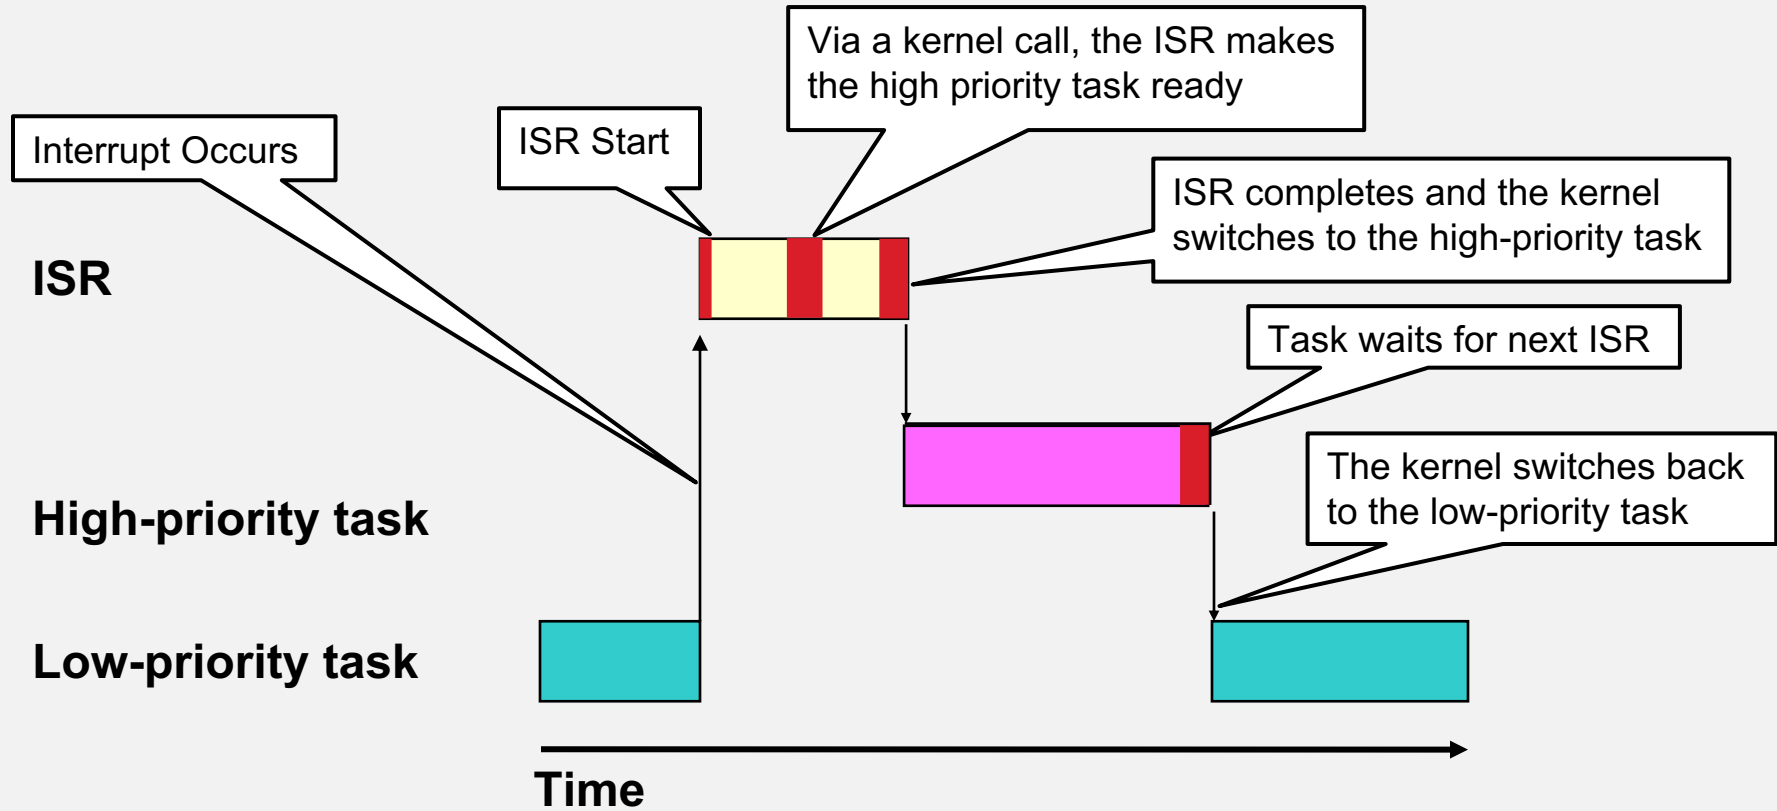 Via a kernel call, the ISR makes
the high priority task ready
Interrupt Occurs
ISR Start
ISR completes and the kernel
switches to the high-priority task
ISR
Task waits for next ISR
The kernel switches back
to the low-priority task
High-priority task
Low-priority task
Time